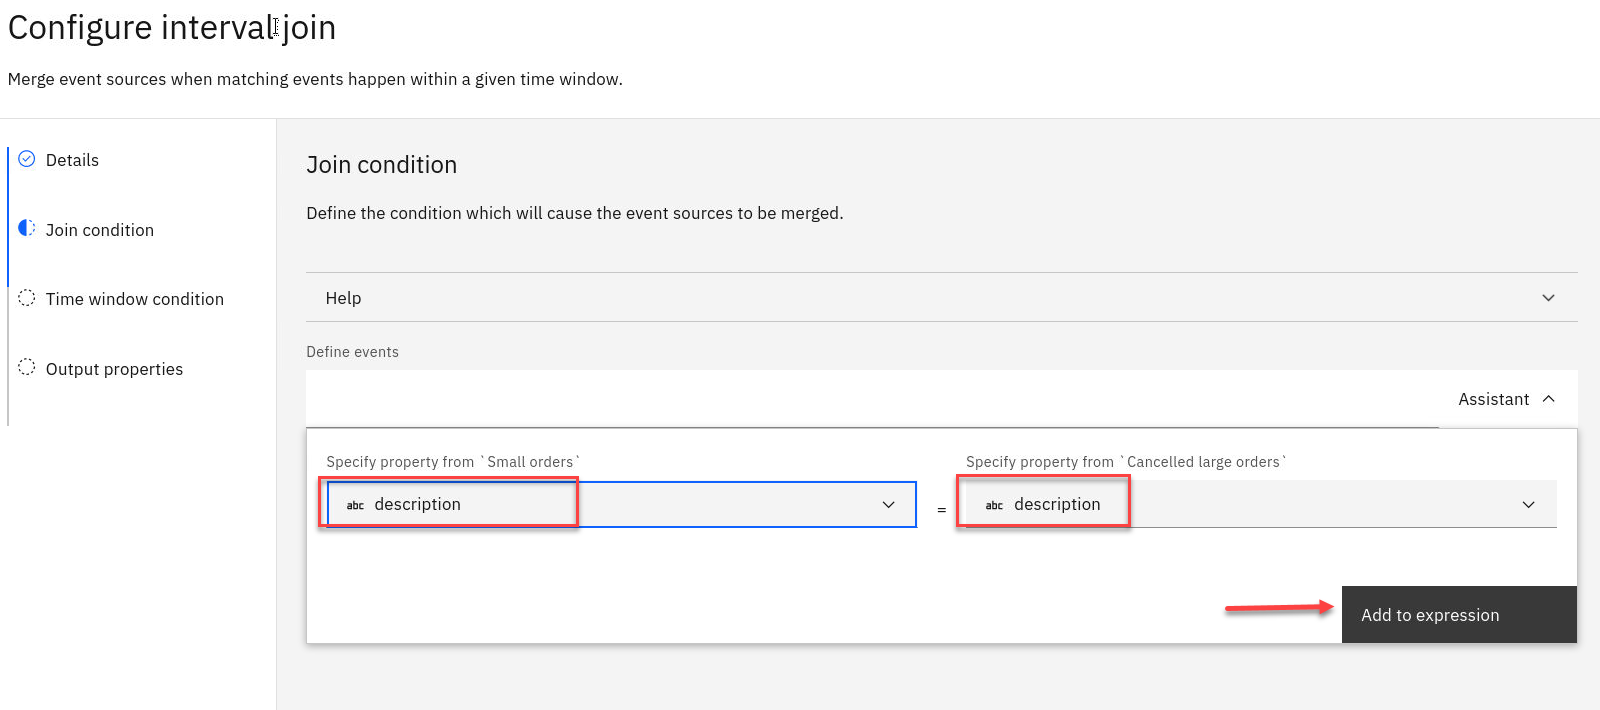 Configure interval join
Merge event sources when matching events happen within a given time window.
Details
Join condition
Time window condition
Output properties
Join condition
Define the condition which will cause the event sources to be merged.
Help
Define events
Assistant
Specify property from `Small orders`
abc description
=
Specify property from `Cancelled large orders`
abc description
Add to expression